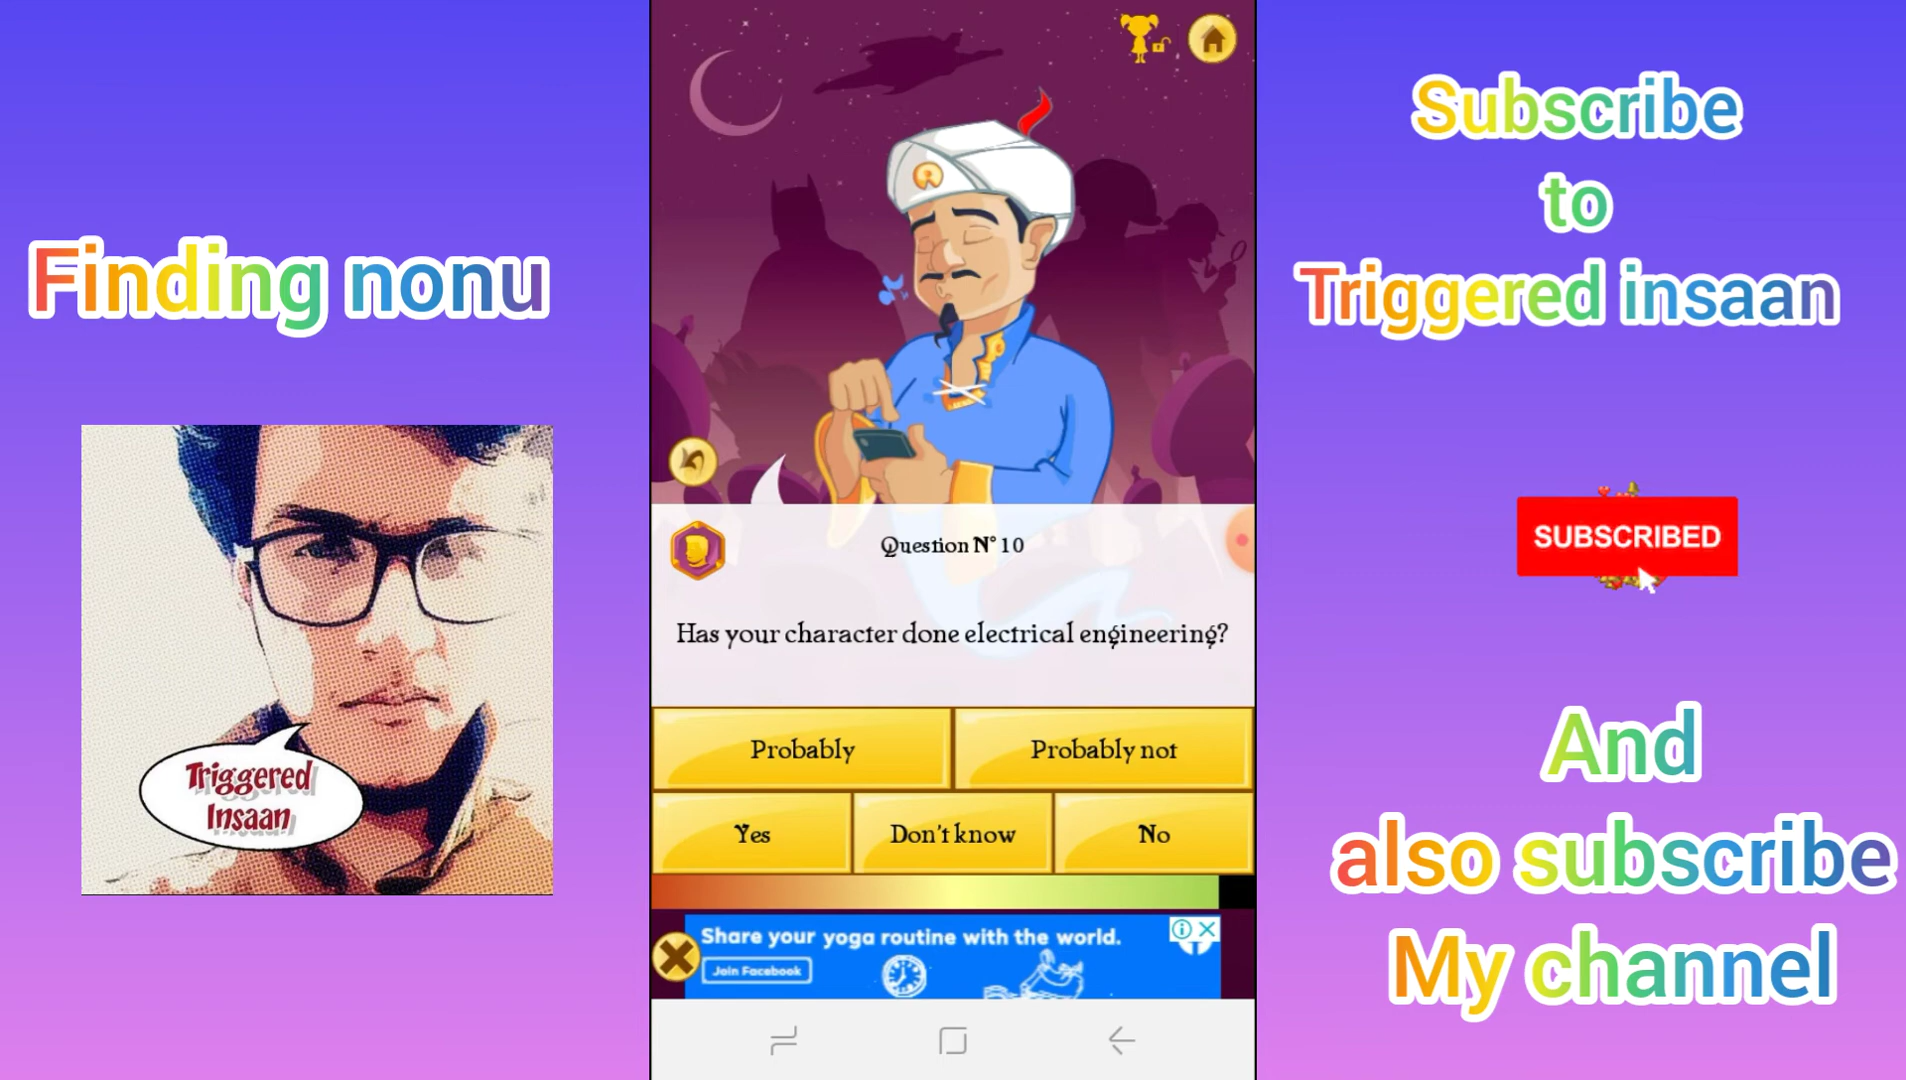 Finding nonu
Triggered
Insaan
Question N° 10
Has your character done electrical engineering?
Probably
Probably not
Yes
Don't know
No
Share your yoga routine with the world.
Join Facebook
Subscribe
to
Triggered insaan
SUBSCRIBED
And
also subscribe
My channel